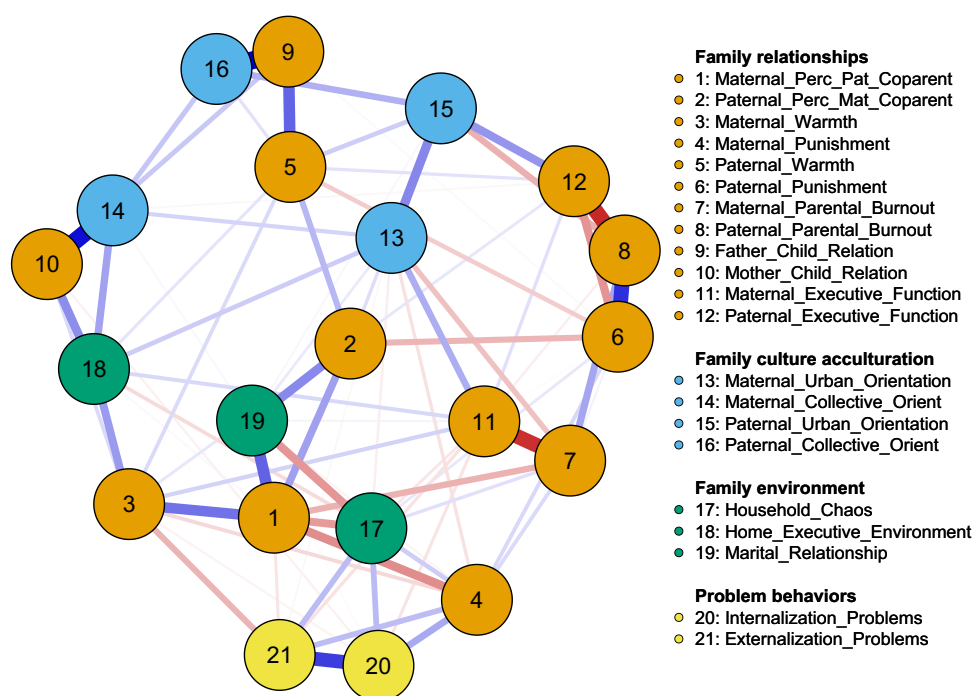 9
16
15
5
12
14
13
8
10
6
2
18
19
11
7
3
1
17
4
21
20
Family relationships
1: Maternal_Perc_Pat_Coparent
2: Paternal_Perc_Mat_Coparent
3: Maternal_Warmth
4: Maternal_Punishment
5: Paternal_Warmth
6: Paternal_Punishment
7: Maternal_Parental_Burnout
8: Paternal_Parental_Burnout
9: Father_Child_Relation
10: Mother_Child_Relation
11: Maternal_Executive_Function
12: Paternal_Executive_Function
Family culture acculturation
13: Maternal_Urban_Orientation
14: Maternal_Collective_Orient
15: Paternal_Urban_Orientation
16: Paternal_Collective_Orient
Family environment
17: Household_Chaos
18: Home_Executive_Environment
19: Marital_Relationship
Problem behaviors
20: Internalization_Problems
21: Externalization_Problems